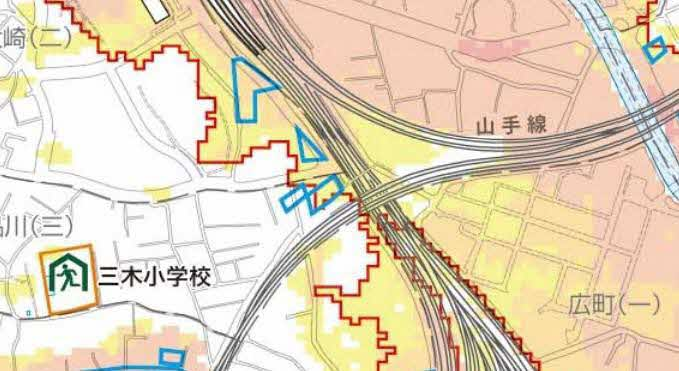 崎(二)
山手線
川(三)
三木小学校
広町(一)